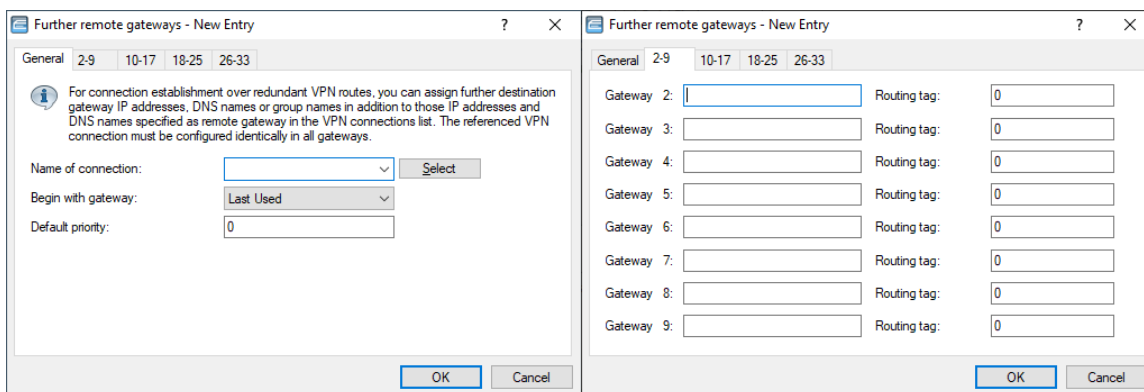 Further remote gateways - New Entry
General 2-9 10-17 18-25 26-33
For connection establishment over redundant VPN routes, you can assign further destination
gateway IP addresses, DNS names or group names in addition to those IP addresses and
DNS names specified as remote gateway in the VPN connections list. The referenced VPN
connection must be configured identically in all gateways.
Name of connection: Select
Begin with gateway: Last Used
Default priority: 0
OK Cancel
Further remote gateways - New Entry
General 2-9 10-17 18-25 26-33
Gateway 2: Routing tag: 0
Gateway 3: Routing tag: 0
Gateway 4: Routing tag: 0
Gateway 5: Routing tag: 0
Gateway 6: Routing tag: 0
Gateway 7: Routing tag: 0
Gateway 8: Routing tag: 0
Gateway 9: Routing tag: 0
OK Cancel